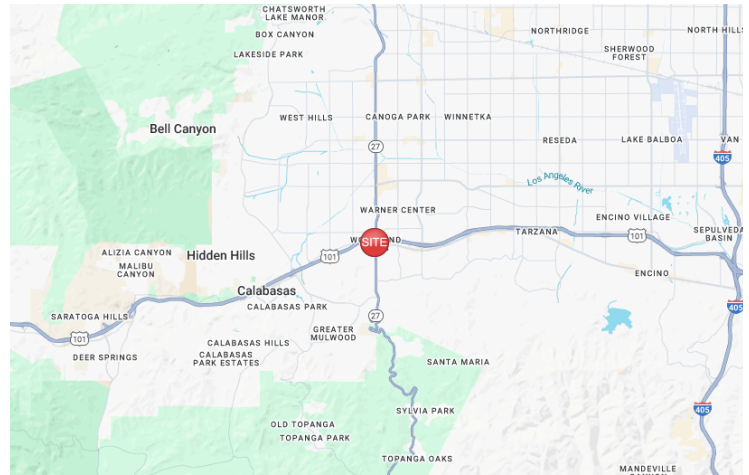 CHATSWORTH
LAKE MANOR
BOX CANYON
LAKESIDE PARK
NORTHRIDGE
NORTH HILLS
SHERWOOD
FOREST
WEST HILLS
CANOGA PARK
WINNETKA
Bell Canyon
RESEDA
LAKE BALBOA
VAN
27
405
Los Angeles River
WARNER CENTER
ENCINO VILLAGE
TARZANA
101
SEPULVEDA
BASIN
SITE
ALIZIA CANYON
MALIBU
CANYON
Hidden Hills
101
ENCINO
Calabasas
CALABASAS PARK
405
SARATOGA HILLS
27
101
GREATER
MULWOOD
DEER SPRINGS
CALABASAS HILLS
CALABASAS
PARK ESTATES
SANTA MARIA
SYLVIA PARK
405
OLD TOPANGA
TOPANGA PARK
TOPANGA OAKS
MANDEVILLE